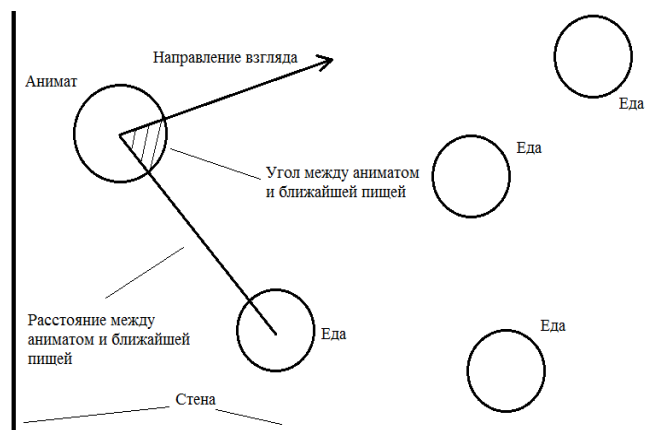 Направление взгляда
Анимат
Еда
Еда
Угол между аниматом
и ближайшей пищей
Расстояние между
аниматом и ближайшей
пищей
Еда
Еда
Стена